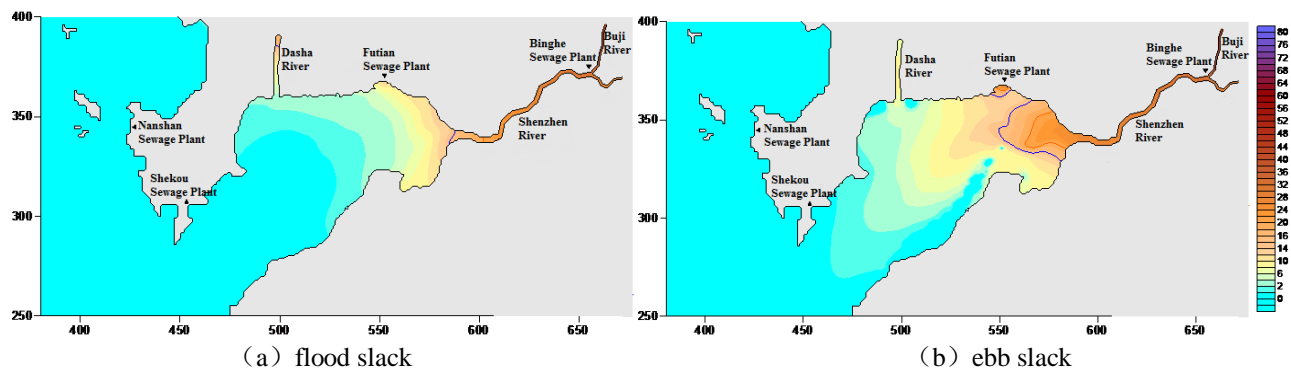 400
350
300
250
400
450
500
550
600
650
Dasha
River
Futian
Sewage Plant
Binghe
Sewage Plant
Buji
River
Nanshan
Sewage Plant
Shenzhen
River
Shekou
Sewage Plant
（a）flood slack
400
350
300
250
400
450
500
550
600
650
Dasha
River
Futian
Sewage Plant
Binghe
Sewage Plant
Buji
River
Nanshan
Sewage Plant
Shenzhen
River
Shekou
Sewage Plant
（b）ebb slack
80
76
72
68
64
60
56
52
48
44
40
36
32
28
24
20
16
14
10
6
2
0